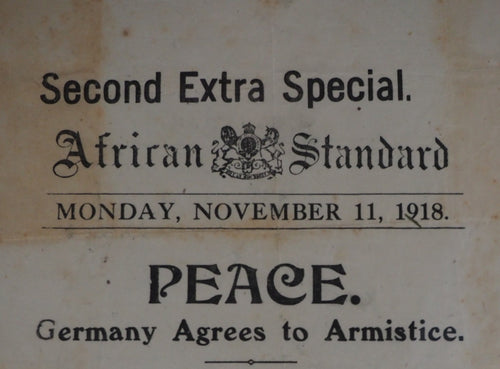 Second Extra Special.
African Standard
MONDAY, NOVEMBER 11, 1918.
PEACE.
Germany Agrees to Armistice.